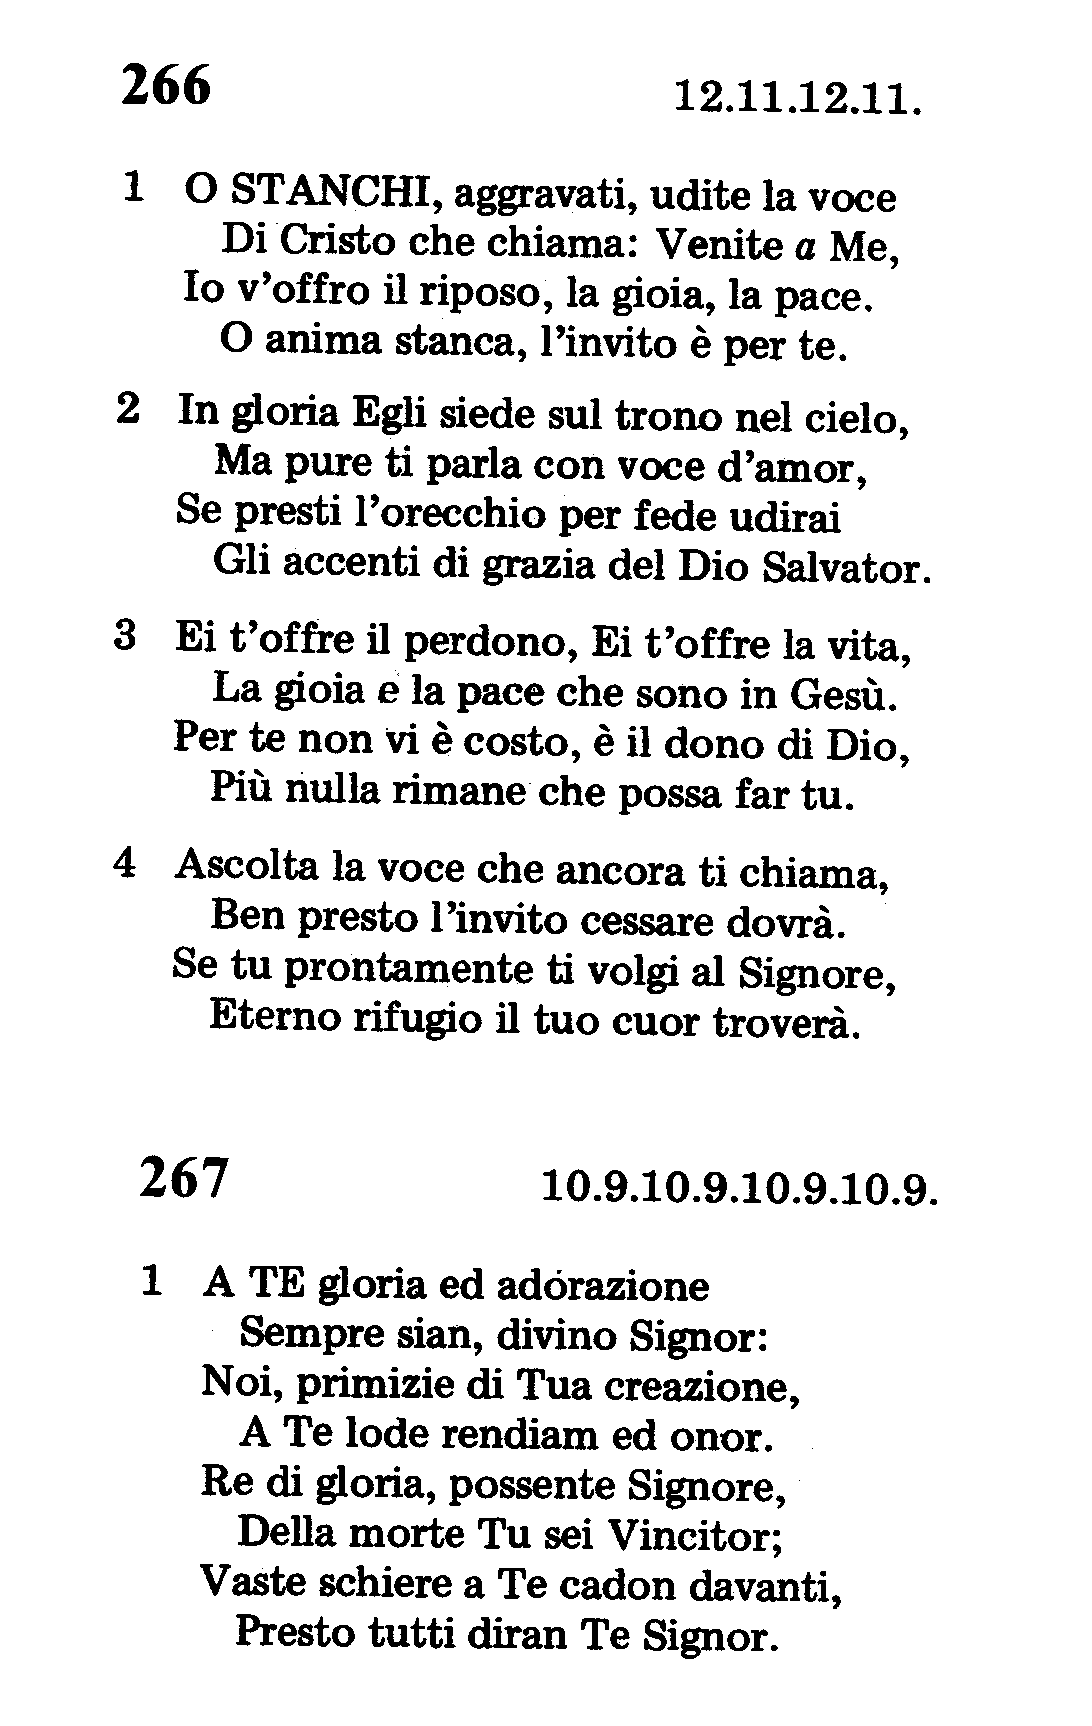 266 12.11.12.11.
1 O STANCHI, aggravati, udite la voce
Di Cristo che chiama: Venite a Me,
Io v'offro il riposo, la gioia, la pace.
O anima stanca, l'invito è per te.
2 In gloria Egli siede sul trono nel cielo,
Ma pure ti parla con voce d'amor,
Se presti l'orecchio per fede udirai
Gli accenti di grazia del Dio Salvator.
3 Ei t'offre il perdono, Ei t'offre la vita,
La gioia e la pace che sono in Gesù.
Per te non vi è costo, è il dono di Dio,
Più nulla rimane che possa far tu.
4 Ascolta la voce che ancora ti chiama,
Ben presto l'invito cessare dovrà.
Se tu prontamente ti volgi al Signore,
Eterno rifugio il tuo cuor troverà.
267 10.9.10.9.10.9.10.9.
1 A TE gloria ed adorazione
Sempre sian, divino Signor:
Noi, primizie di Tua creazione,
A Te lode rendiam ed onor.
Re di gloria, possente Signore,
Della morte Tu sei Vincitor;
Vaste schiere a Te cadon davanti,
Presto tutti diran Te Signor.